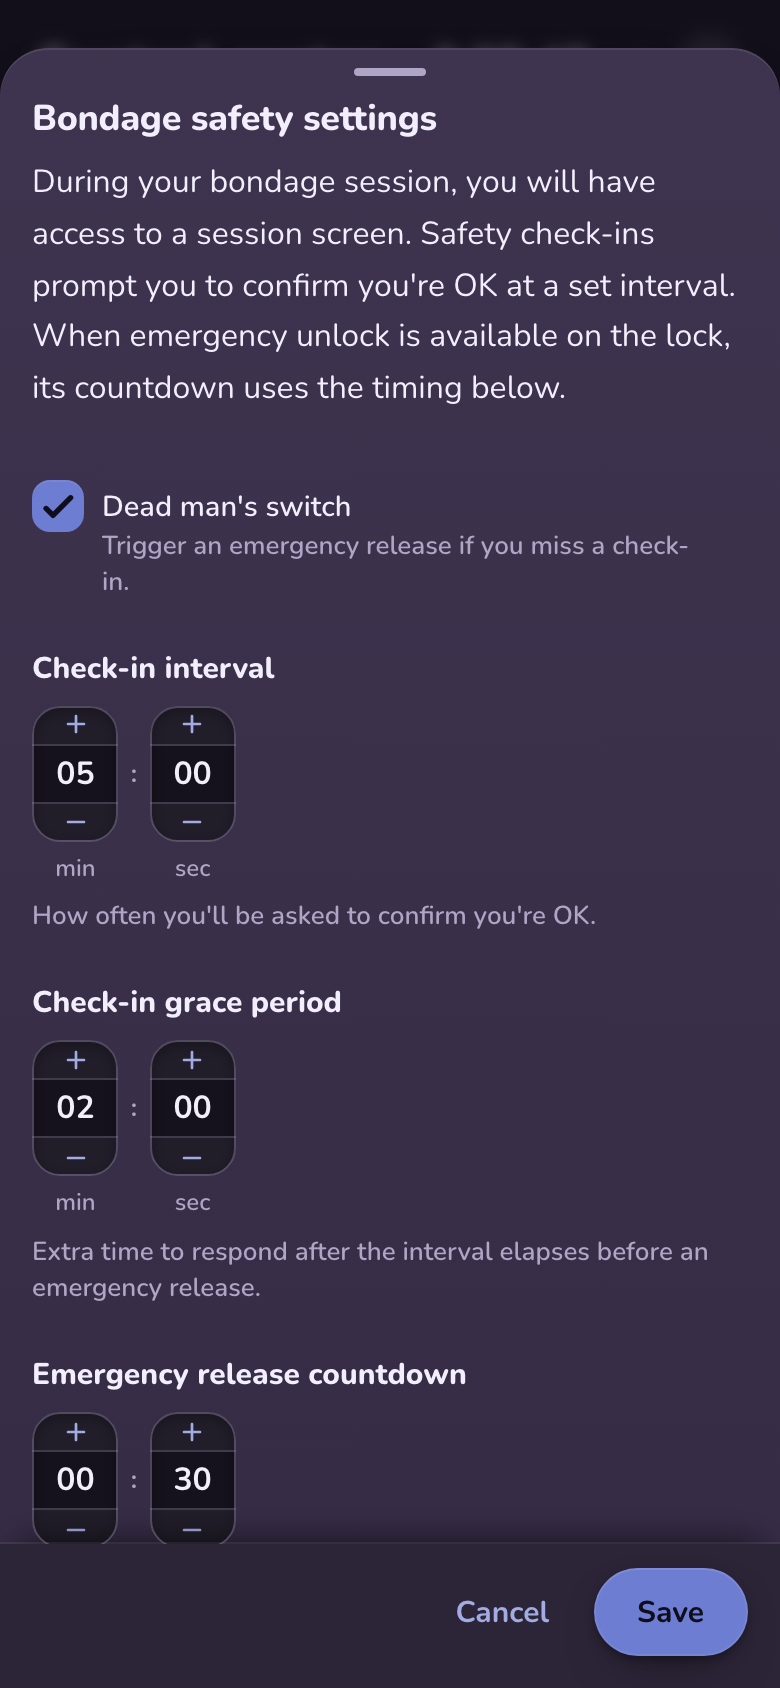 Bondage safety settings
During your bondage session, you will have
access to a session screen. Safety check-ins
prompt you to confirm you're OK at a set interval.
When emergency unlock is available on the lock,
its countdown uses the timing below.
Dead man's switch
Trigger an emergency release if you miss a check-
in.
Check-in interval
+ +
05 : 00
− −
min sec
How often you'll be asked to confirm you're OK.
Check-in grace period
+ +
02 : 00
− −
min sec
Extra time to respond after the interval elapses before an
emergency release.
Emergency release countdown
+ +
00 : 30
− −
Cancel Save